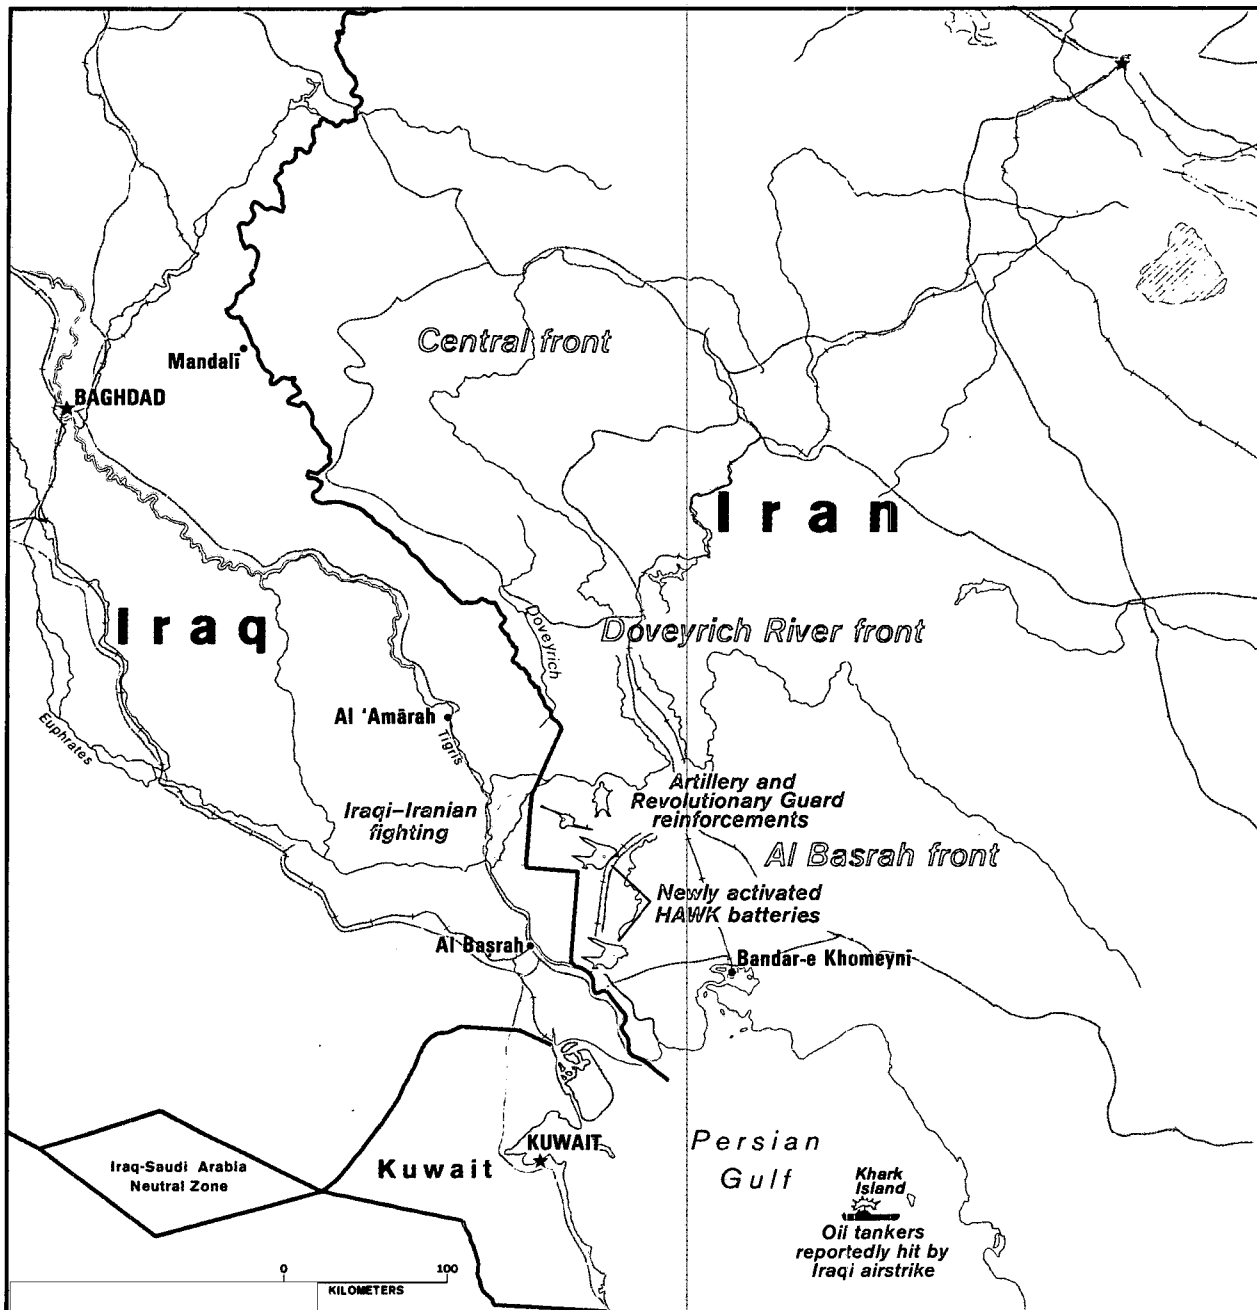 Central front
Mandalī
BAGHDAD
Iran
Iraq
Doveyrich
Doveyrich River front
Al 'Amārah
Tigris
Euphrates
Artillery and
Revolutionary Guard
reinforcements
Iraqi–Iranian
fighting
Al Basrah front
Newly activated
HAWK batteries
Al Başrah
Bandar-e Khomeynī
KUWAIT
Kuwait
Persian
Gulf
Iraq-Saudi Arabia
Neutral Zone
Khark
Island
Oil tankers
reportedly hit by
Iraqi airstrike
0 100
KILOMETERS